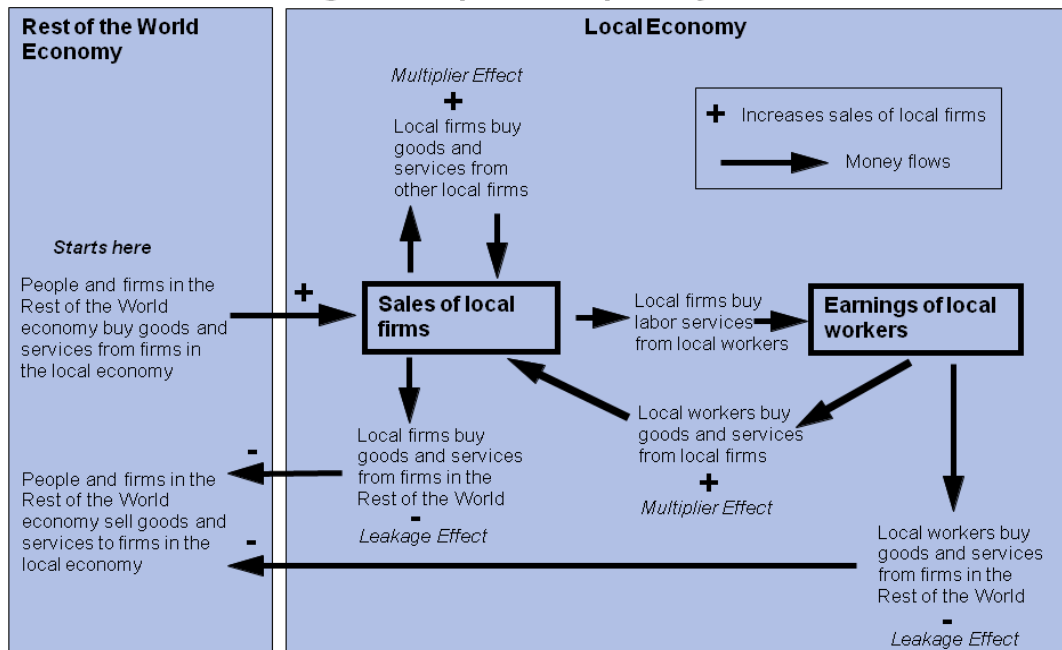 Rest of the World
Economy
Starts here
People and firms in the
Rest of the World
economy buy goods and
services from firms in
the local economy
People and firms in the
Rest of the World
economy sell goods and
services to firms in the
local economy
Local Economy
Multiplier Effect
+
Local firms buy
goods and
services from
other local firms
+ Increases sales of local firms
Money flows
+
Sales of local
firms
Local firms buy
labor services
from local workers
Earnings of local
workers
Local firms buy
goods and services
from firms in the
Rest of the World
-
Leakage Effect
Local workers buy
goods and services
from local firms
+
Multiplier Effect
-
-
Local workers buy
goods and services
from firms in the
Rest of the World
-
Leakage Effect